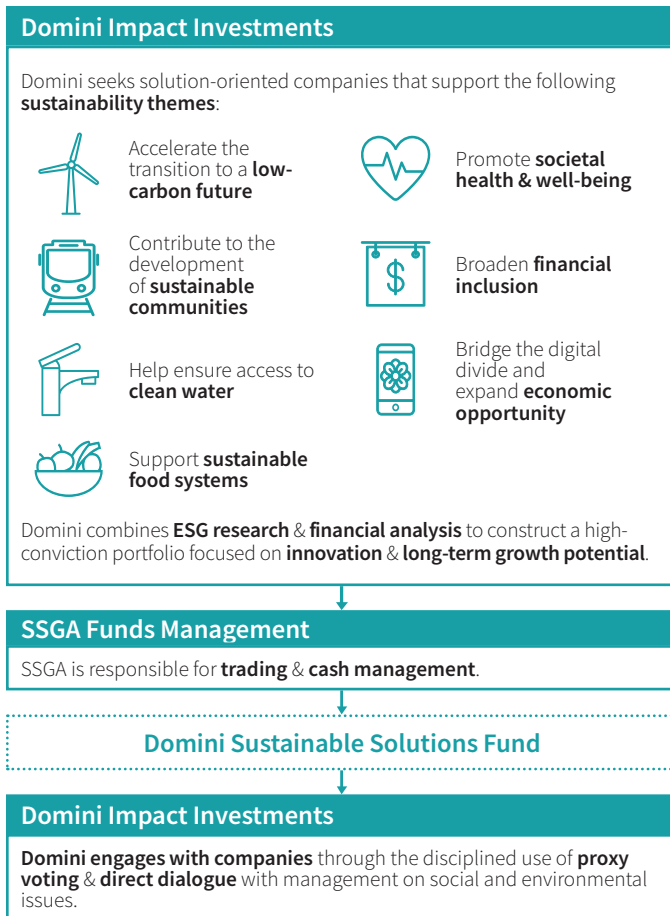 Domini Impact Investments
Domini seeks solution-oriented companies that support the following
sustainability themes:
Accelerate the
transition to a low-
carbon future
Promote societal
health & well-being
Contribute to the
development
of sustainable
communities
$
Broaden financial
inclusion
Help ensure access to
clean water
Bridge the digital
divide and
expand economic
opportunity
Support sustainable
food systems
Domini combines ESG research & financial analysis to construct a high-
conviction portfolio focused on innovation & long-term growth potential.
SSGA Funds Management
SSGA is responsible for trading & cash management.
Domini Sustainable Solutions Fund
Domini Impact Investments
Domini engages with companies through the disciplined use of proxy
voting & direct dialogue with management on social and environmental
issues.